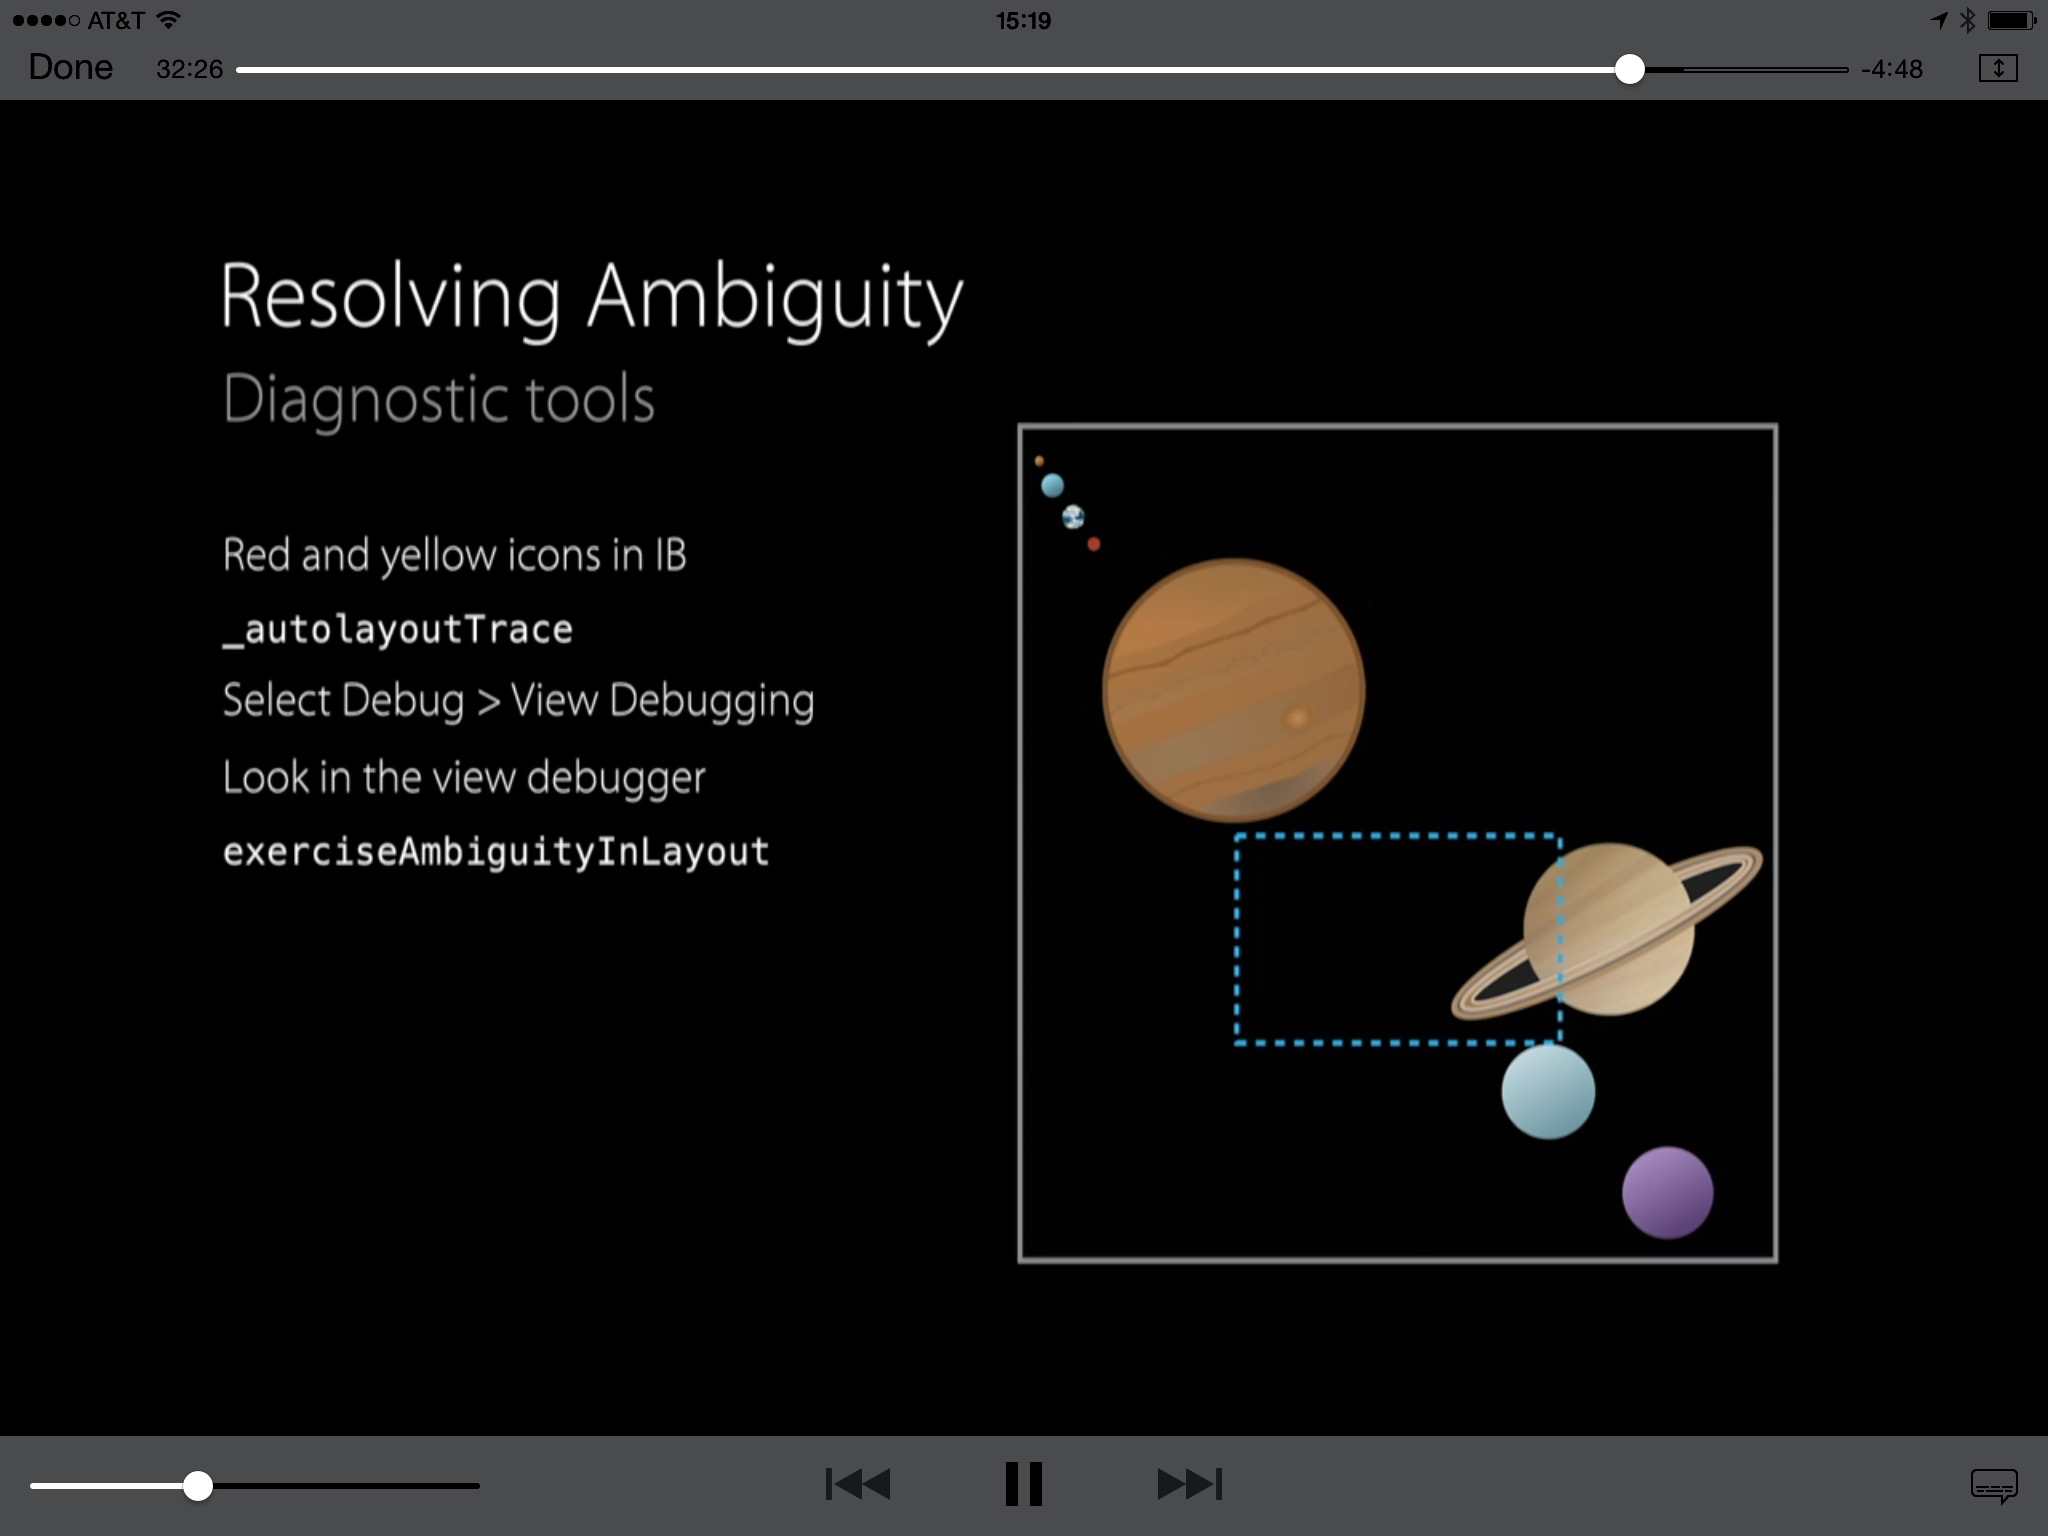 AT&T 15:19
Done 32:26 -4:48
Resolving Ambiguity
Diagnostic tools
Red and yellow icons in IB
_autolayoutTrace
Select Debug > View Debugging
Look in the view debugger
exerciseAmbiguityInLayout